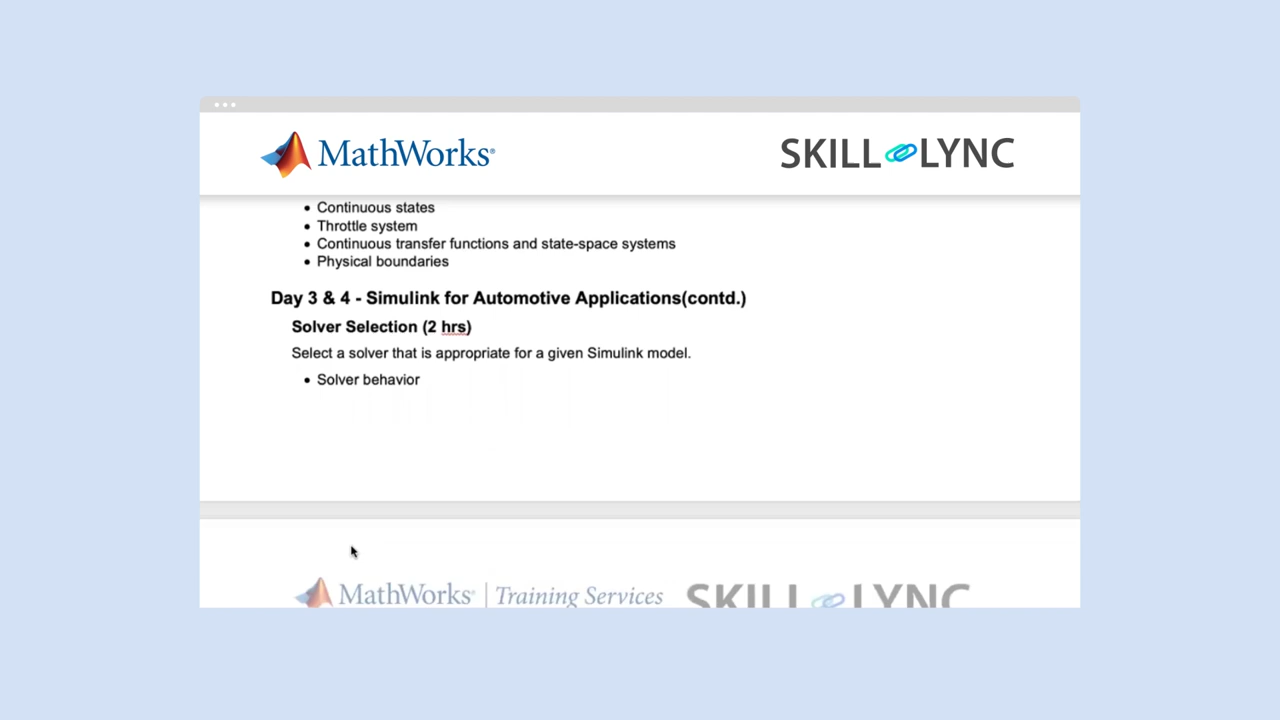 MathWorks®
SKILL LYNC
• Continuous states
• Throttle system
• Continuous transfer functions and state-space systems
• Physical boundaries
Day 3 & 4 - Simulink for Automotive Applications(contd.)
Solver Selection (2 hrs)
Select a solver that is appropriate for a given Simulink model.
• Solver behavior
MathWorks® | Training Services
SKILL LYNC